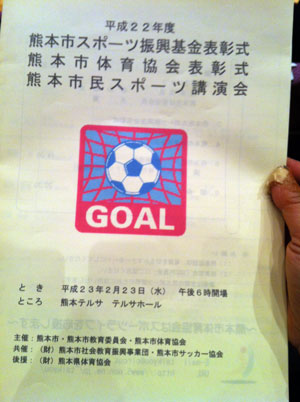 平成22年度
熊本市スポーツ振興基金表彰式
熊本市体育協会表彰式
熊本市民スポーツ講演会
GOAL
とき 平成23年2月23日(水) 午後6時開場
ところ 熊本テルサ テルサホール
主催:熊本市・熊本市教育委員会・熊本市体育協会
共催:(財)熊本市社会教育振興事業団・熊本市サッカー協会
後援:(財)熊本県体育協会